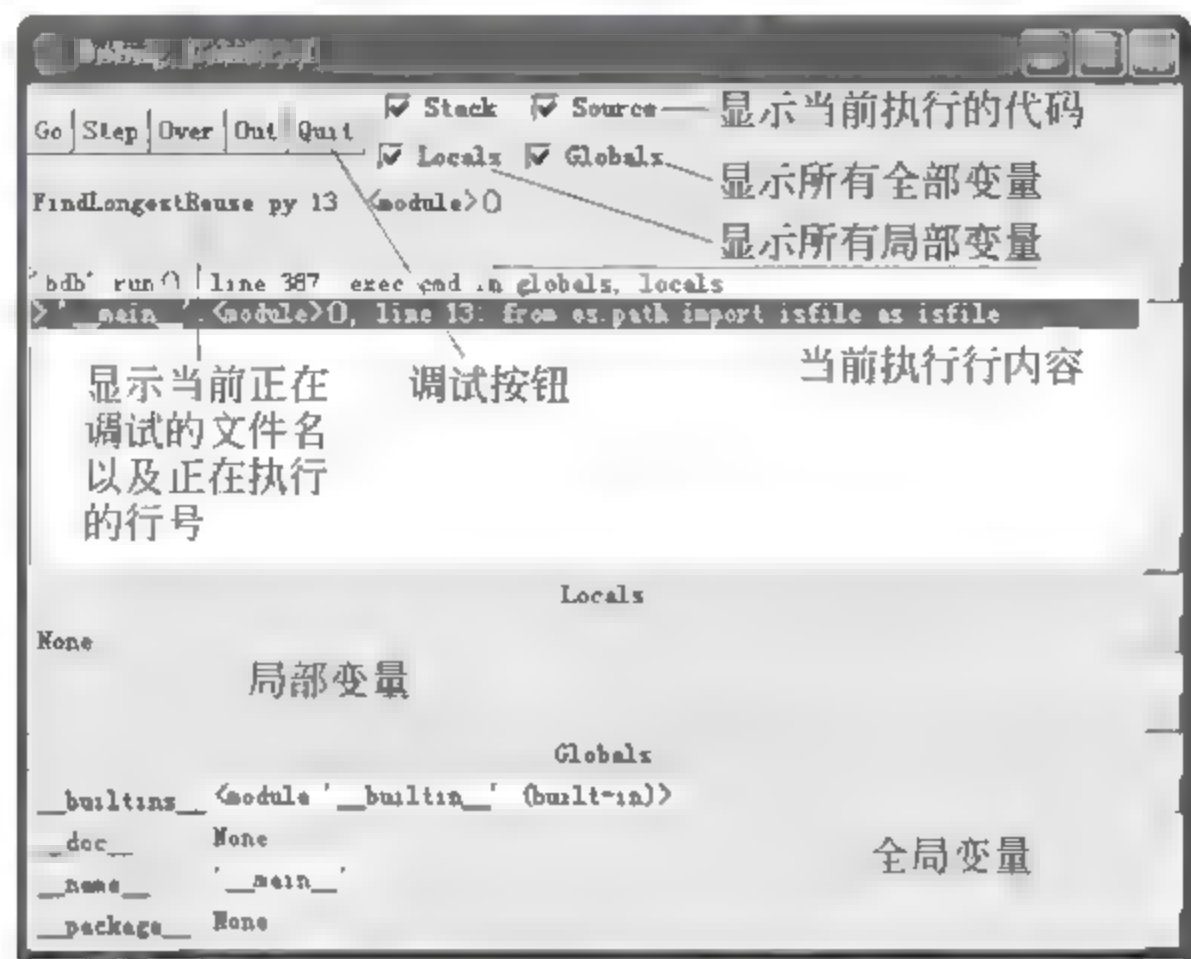 Stack Source 显示当前执行的代码
Go Step Over Out Quit
Locals Globals
显示所有全部变量
FindLongestReuse py 13 <module>()
显示所有局部变量
'bdb' run() line 387 exec cmd in globals, locals
> '__main__'.<module>(), line 13: from os.path import isfile as isfile
当前执行行内容
显示当前正在
调试的文件名
以及正在执行
的行号
调试按钮
Locals
None
局部变量
Globals
__builtins__ <module '__builtin__' (built-in)>
__doc__ None
全局变量
__name__ '__main__'
__package__ None